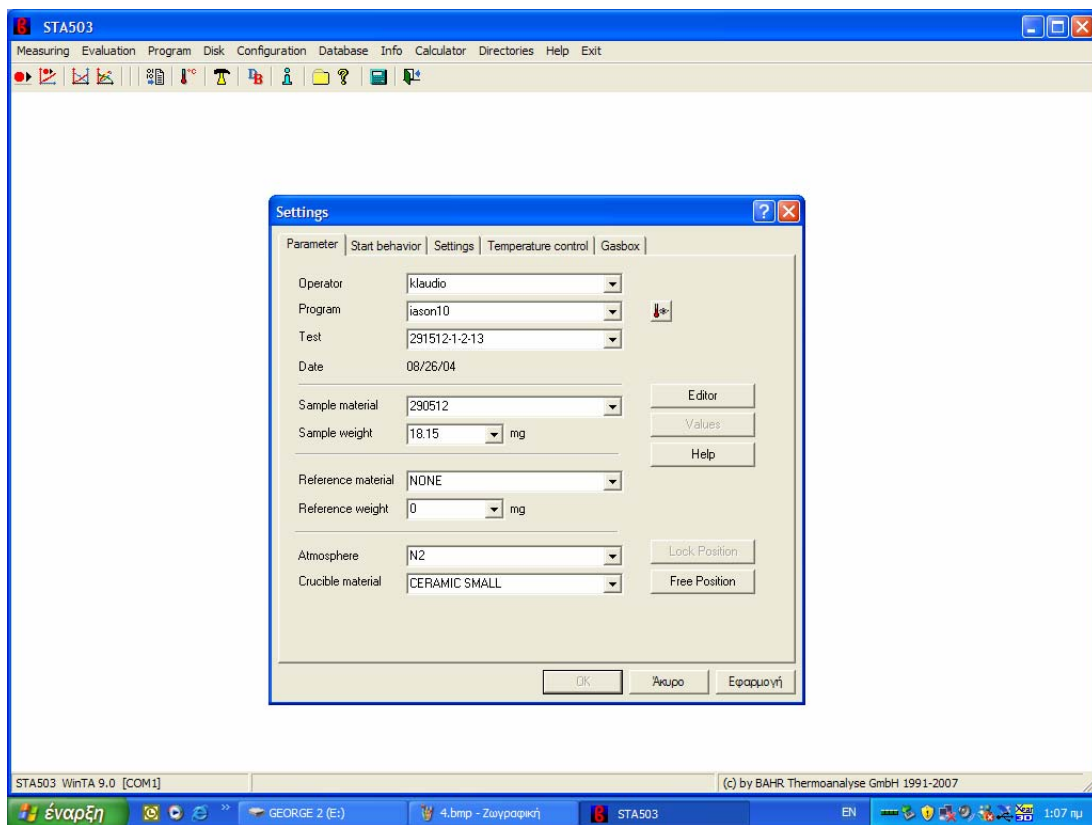 STA503
Measuring Evaluation Program Disk Configuration Database Info Calculator Directories Help Exit
Settings
Parameter Start behavior Settings Temperature control Gasbox
Operator klaudio
Program iason10
Test 291512-1-2-13
Date 08/26/04
Sample material 290512
Editor
Sample weight 18.15 mg
Values
Help
Reference material NONE
Reference weight 0 mg
Atmosphere N2
Lock Position
Crucible material CERAMIC SMALL
Free Position
OK Άκυρο Εφαρμογή
STA503 WinTA 9.0 [COM1] (c) by BAHR Thermoanalyse GmbH 1991-2007
έναρξη GEORGE 2 (E:) 4.bmp - Ζωγραφική STA503 EN 1:07 πμ